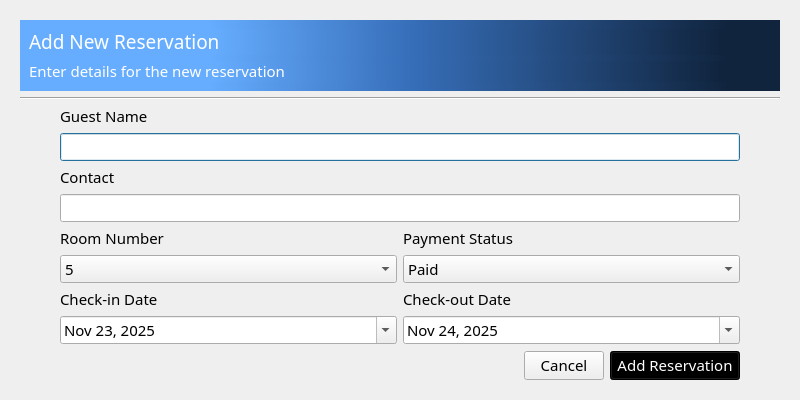 Add New Reservation
Enter details for the new reservation
Guest Name
Contact
Room Number
Payment Status
5
Paid
Check-in Date
Check-out Date
Nov 23, 2025
Nov 24, 2025
Cancel
Add Reservation